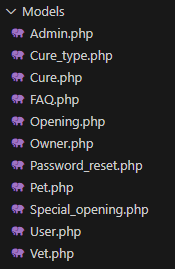 Models
Admin.php
Cure_type.php
Cure.php
FAQ.php
Opening.php
Owner.php
Password_reset.php
Pet.php
Special_opening.php
User.php
Vet.php